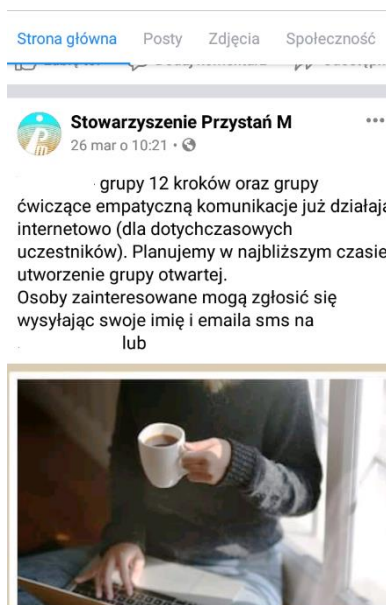 Strona główna Posty Zdjęcia Społeczność
Stowarzyszenie Przystań M
26 mar o 10:21
grupy 12 kroków oraz grupy
ćwiczące empatyczną komunikacje już działają
internetowo (dla dotychczasowych
uczestników). Planujemy w najbliższym czasie
utworzenie grupy otwartej.
Osoby zainteresowane mogą zgłosić się
wysyłając swoje imię i emaila sms na
lub